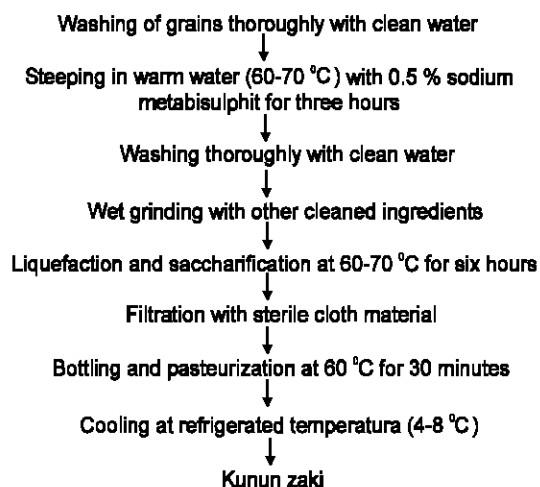 Washing of grains thoroughly with clean water
Steeping in warm water (60-70 °C) with 0.5 % sodium
metabisulphit for three hours
Washing thoroughly with clean water
Wet grinding with other cleaned ingredients
Liquefaction and saccharification at 60-70 °C for six hours
Filtration with sterile cloth material
Bottling and pasteurization at 60 °C for 30 minutes
Cooling at refrigerated temperatura (4-8 °C)
Kunun zaki